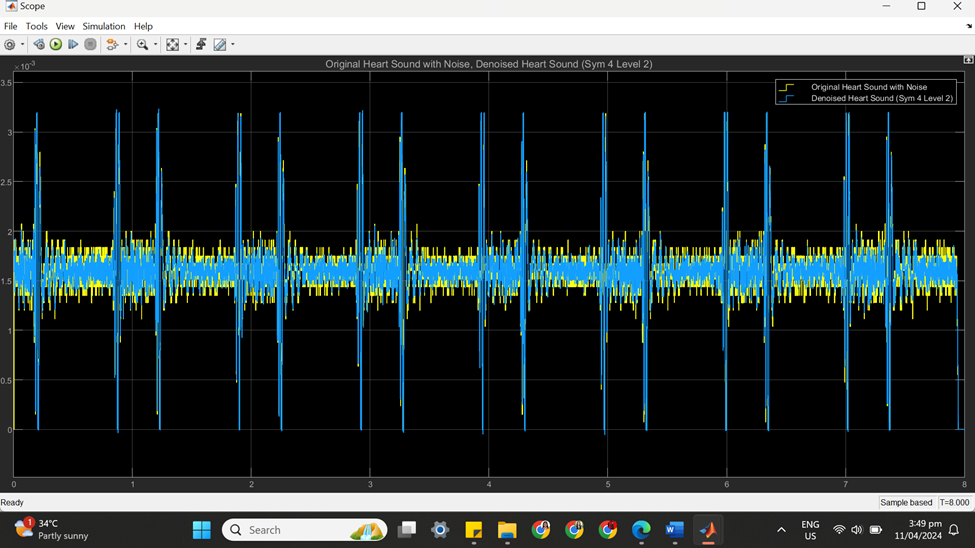 Scope
File Tools View Simulation Help
×10⁻³
Original Heart Sound with Noise, Denoised Heart Sound (Sym 4 Level 2)
Original Heart Sound with Noise
Denoised Heart Sound (Sym 4 Level 2)
3.5
3
2.5
2
1.5
1
0.5
0
0 1 2 3 4 5 6 7 8
Ready
Sample based T=8.000
1
34°C
Partly sunny
Search
W
ENG
US
3:49 pm
11/04/2024